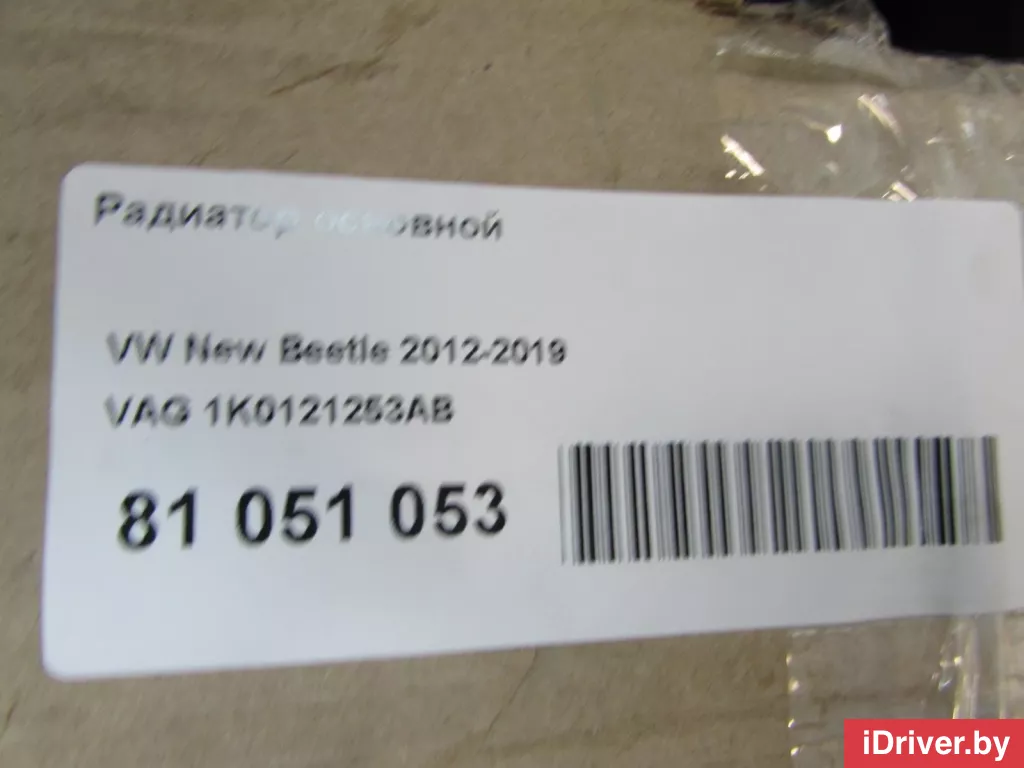 Радиатор основной
VW New Beetle 2012-2019
VAG 1K0121253AB
81 051 053
iDriver.by